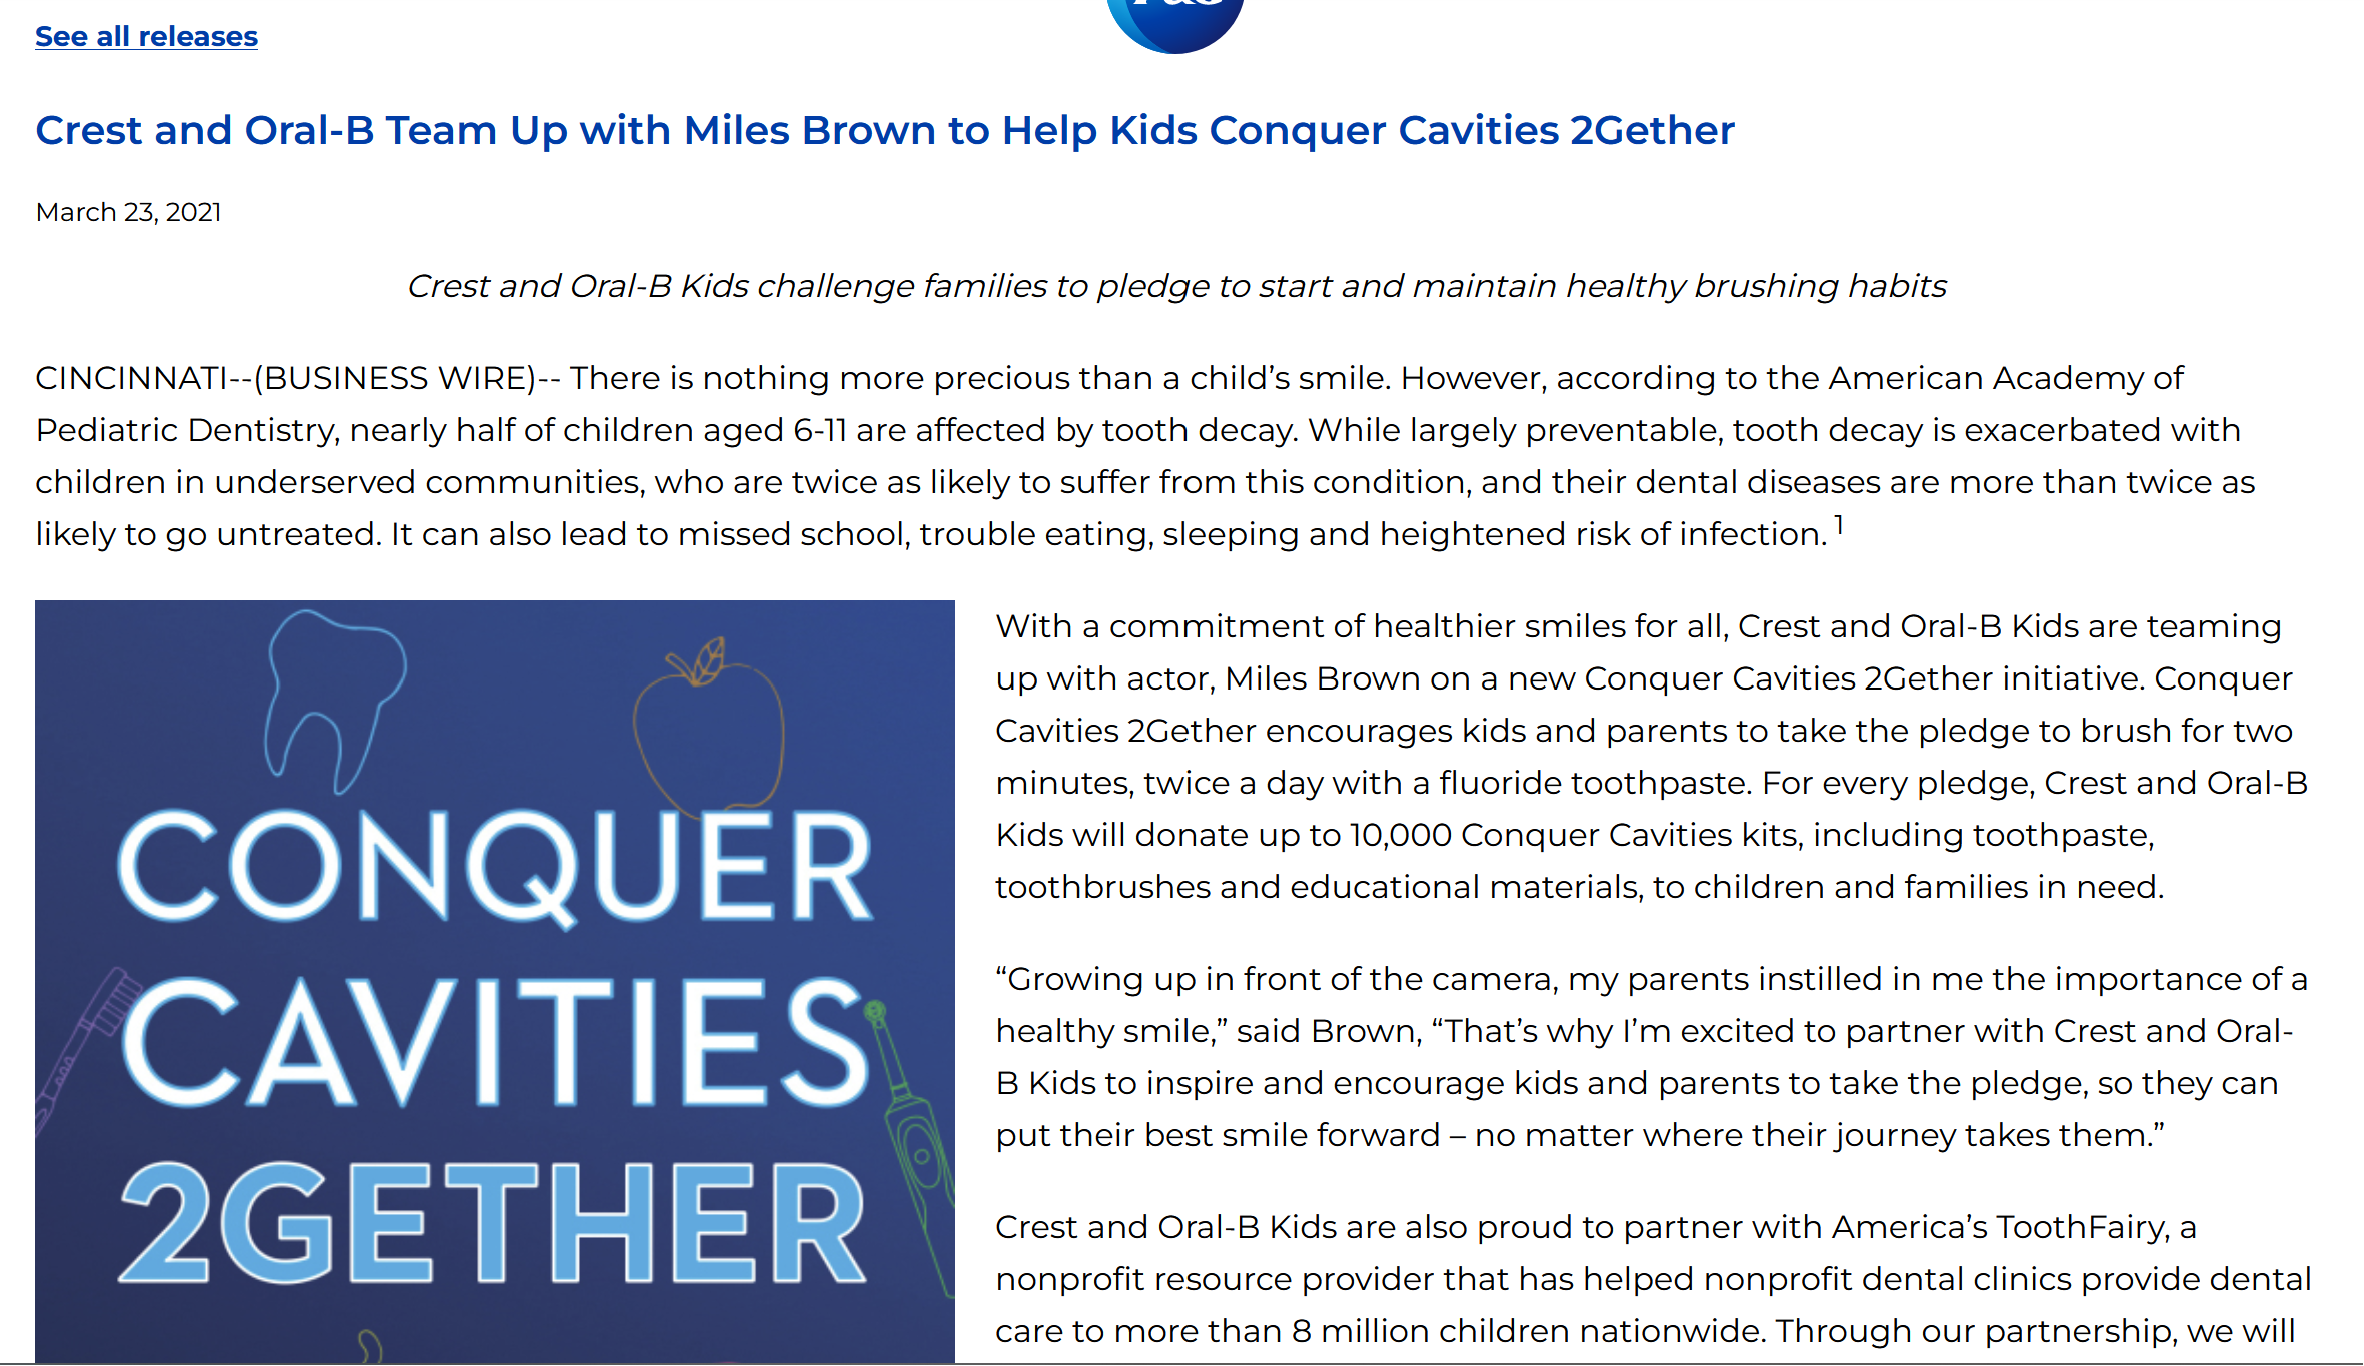 See all releases
P&G
Crest and Oral-B Team Up with Miles Brown to Help Kids Conquer Cavities 2Gether
March 23, 2021
Crest and Oral-B Kids challenge families to pledge to start and maintain healthy brushing habits
CINCINNATI--(BUSINESS WIRE)-- There is nothing more precious than a child’s smile. However, according to the American Academy of
Pediatric Dentistry, nearly half of children aged 6-11 are affected by tooth decay. While largely preventable, tooth decay is exacerbated with
children in underserved communities, who are twice as likely to suffer from this condition, and their dental diseases are more than twice as
likely to go untreated. It can also lead to missed school, trouble eating, sleeping and heightened risk of infection. 1
CONQUER
CAVITIES
2GETHER
With a commitment of healthier smiles for all, Crest and Oral-B Kids are teaming
up with actor, Miles Brown on a new Conquer Cavities 2Gether initiative. Conquer
Cavities 2Gether encourages kids and parents to take the pledge to brush for two
minutes, twice a day with a fluoride toothpaste. For every pledge, Crest and Oral-B
Kids will donate up to 10,000 Conquer Cavities kits, including toothpaste,
toothbrushes and educational materials, to children and families in need.
“Growing up in front of the camera, my parents instilled in me the importance of a
healthy smile,” said Brown, “That’s why I’m excited to partner with Crest and Oral-
B Kids to inspire and encourage kids and parents to take the pledge, so they can
put their best smile forward – no matter where their journey takes them.”
Crest and Oral-B Kids are also proud to partner with America’s ToothFairy, a
nonprofit resource provider that has helped nonprofit dental clinics provide dental
care to more than 8 million children nationwide. Through our partnership, we will